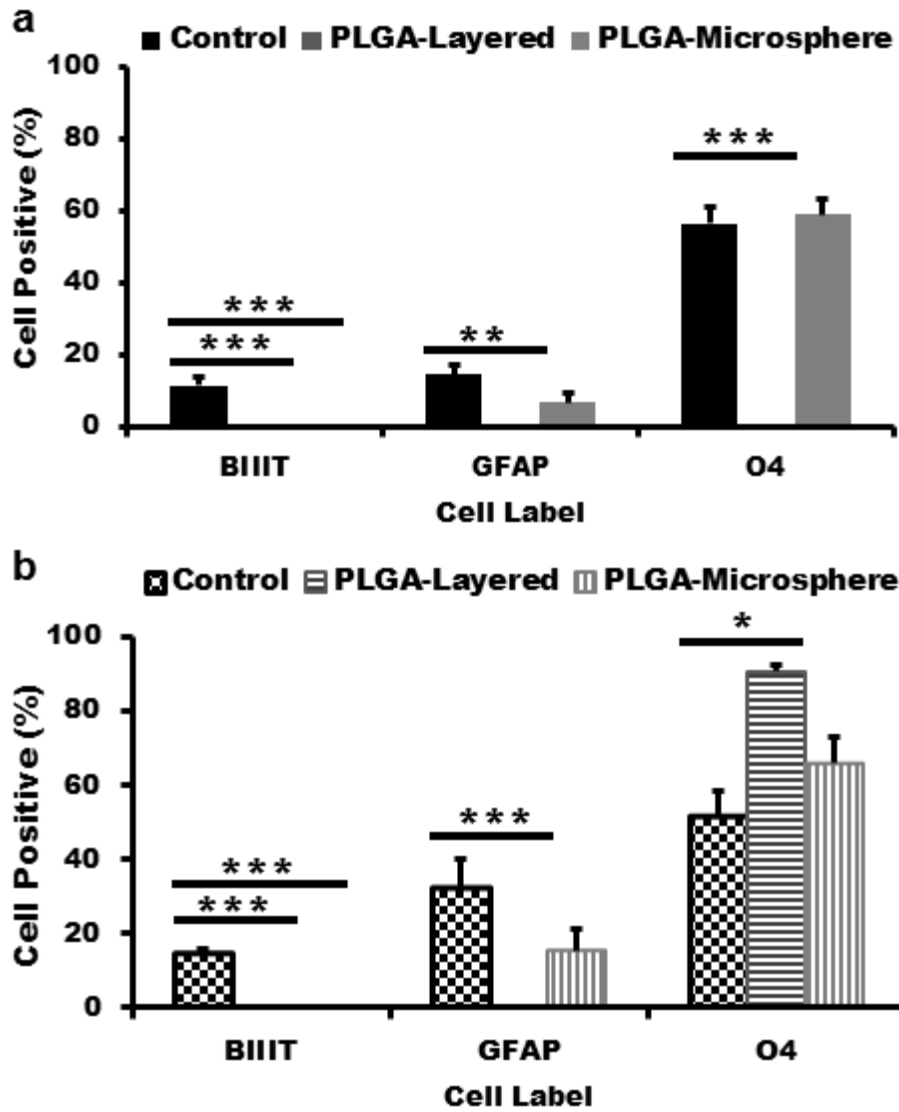 a
Control PLGA-Layered PLGA-Microsphere
Cell Positive (%)
100
80
60
40
20
0
***
***
**
***
BIIIT GFAP O4
Cell Label
b
Control PLGA-Layered PLGA-Microsphere
Cell Positive (%)
100
80
60
40
20
0
***
***
***
*
BIIIT GFAP O4
Cell Label